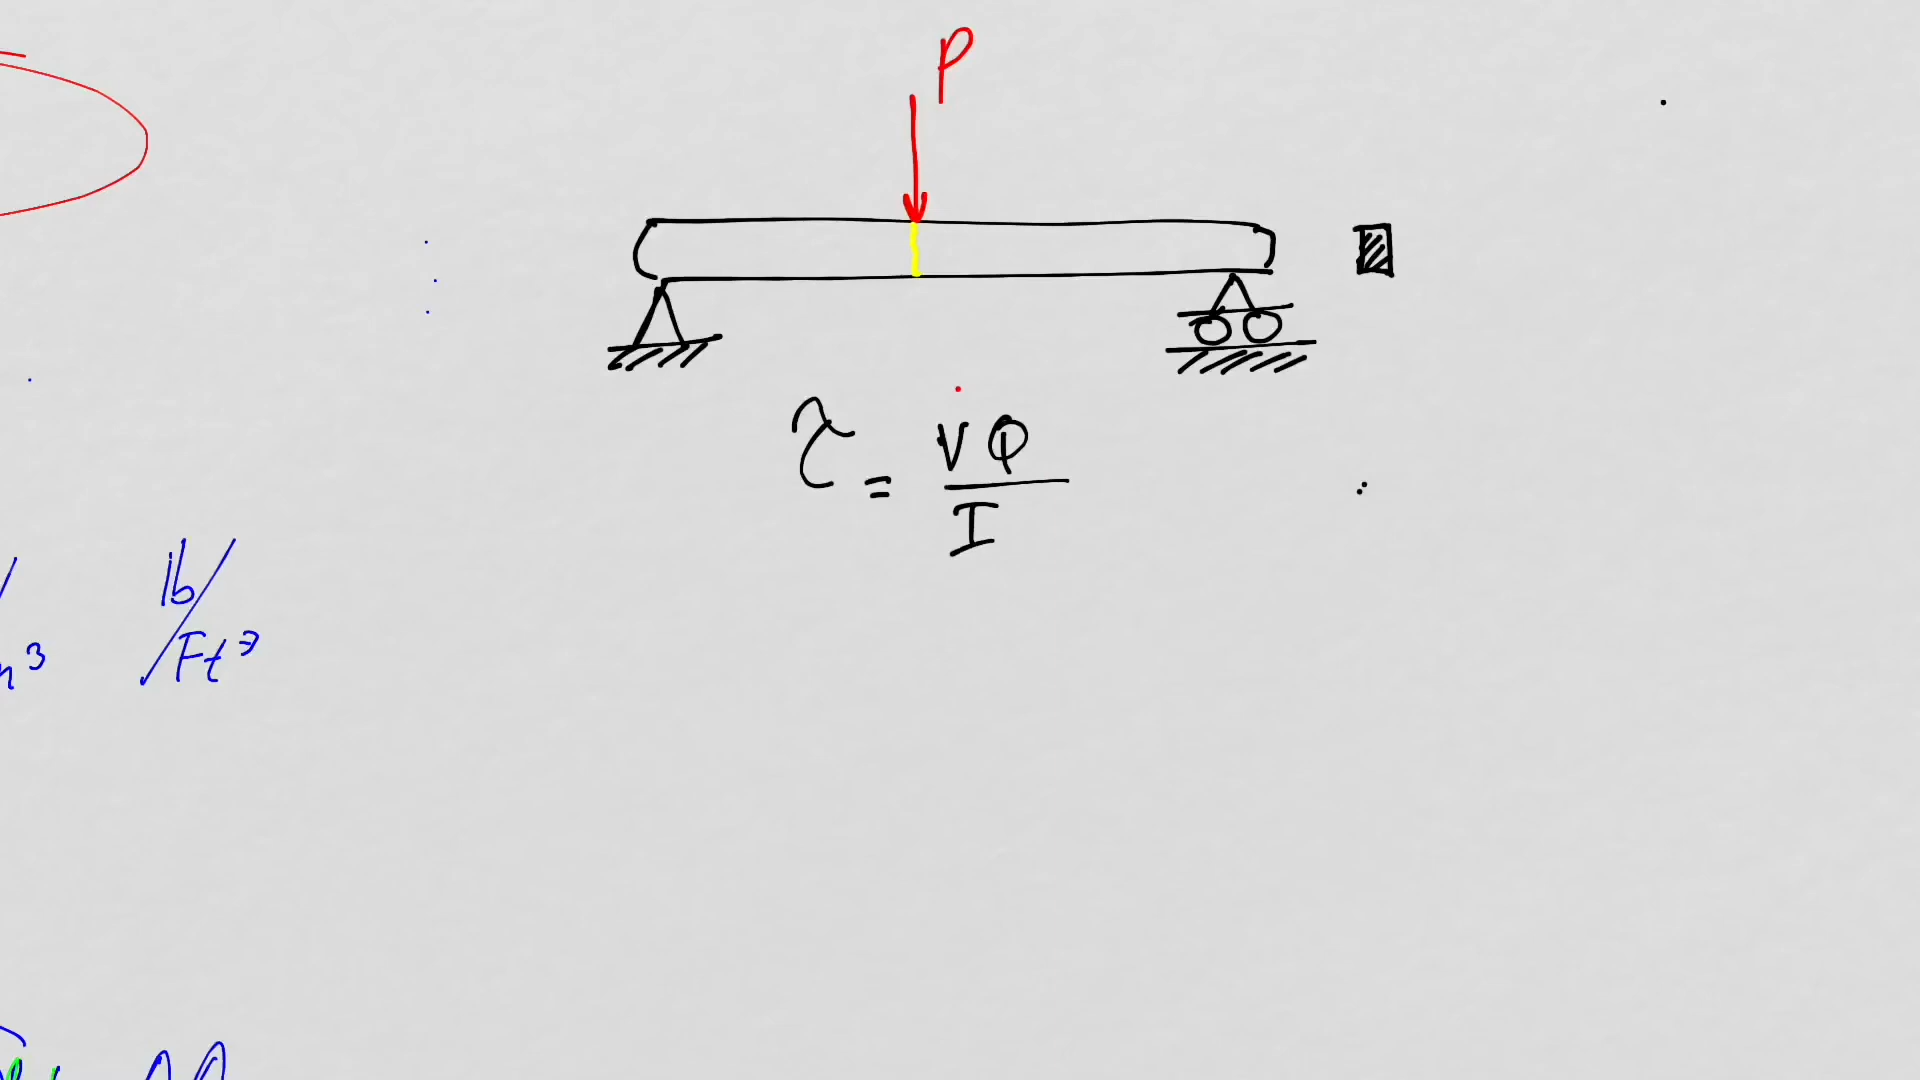 P
τ = VQ
I
lb/
Ft³